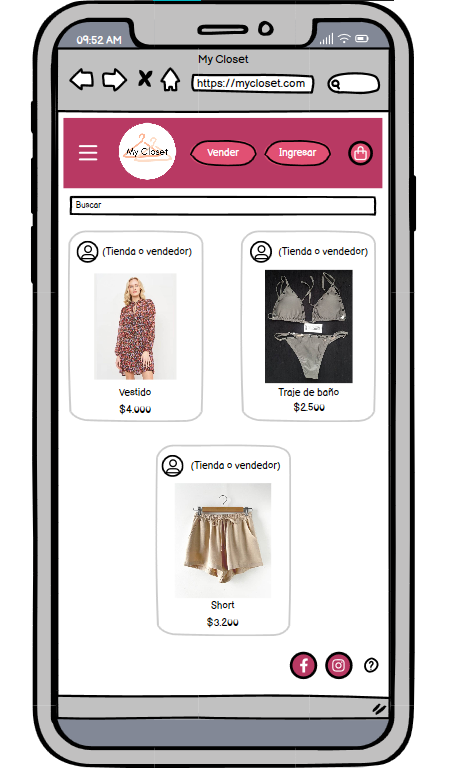 09:52 AM
My Closet
https://mycloset.com
My Closet
Vender
Ingresar
Buscar
(Tienda o vendedor)
(Tienda o vendedor)
Vestido
$4.000
Traje de baño
$2.500
(Tienda o vendedor)
Short
$3.200
?